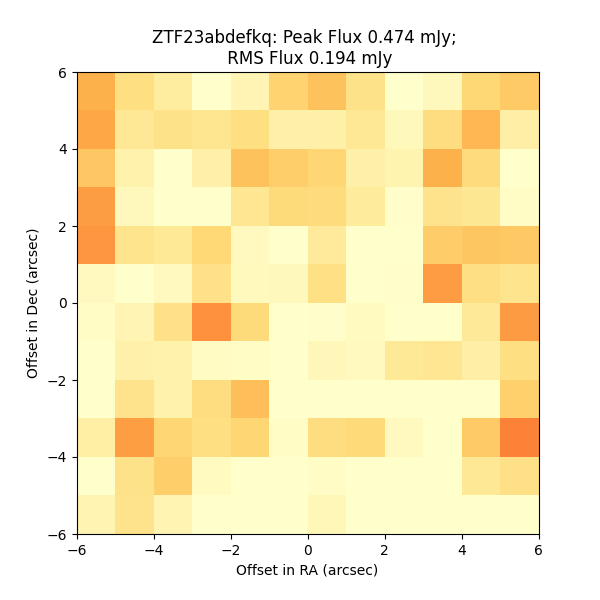 ZTF23abdefkq: Peak Flux 0.474 mJy;
RMS Flux 0.194 mJy
6
4
2
0
−2
−4
−6
Offset in Dec (arcsec)
−6 −4 −2 0 2 4 6
Offset in RA (arcsec)